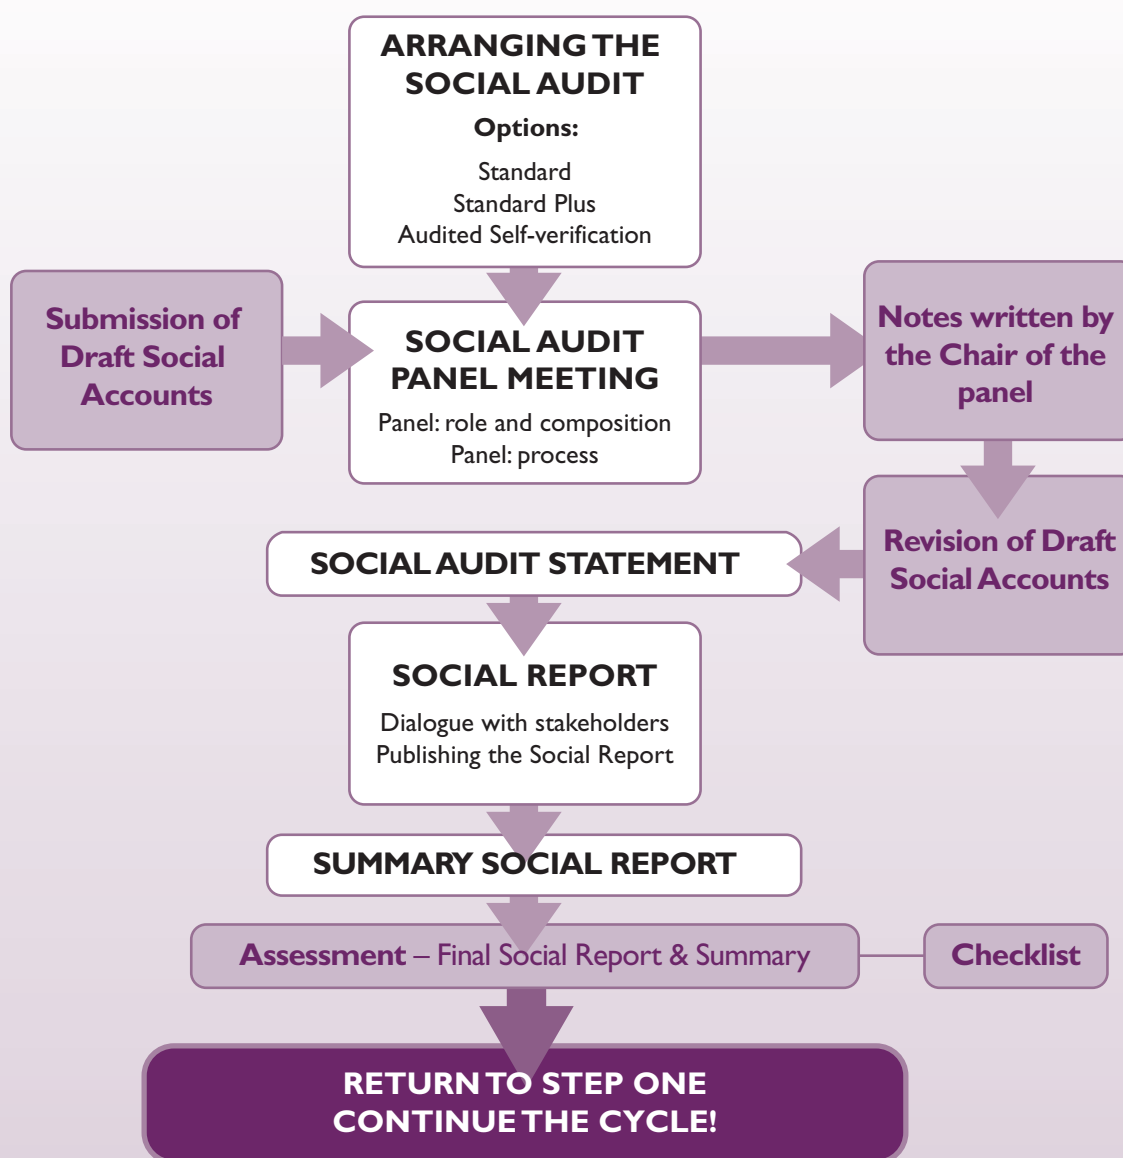 ARRANGING THE
SOCIAL AUDIT
Options:
Standard
Standard Plus
Audited Self-verification
Submission of
Draft Social
Accounts
SOCIAL AUDIT
PANEL MEETING
Panel: role and composition
Panel: process
Notes written by
the Chair of the
panel
Revision of Draft
Social Accounts
SOCIAL AUDIT STATEMENT
SOCIAL REPORT
Dialogue with stakeholders
Publishing the Social Report
SUMMARY SOCIAL REPORT
Assessment – Final Social Report & Summary
Checklist
RETURN TO STEP ONE
CONTINUE THE CYCLE!